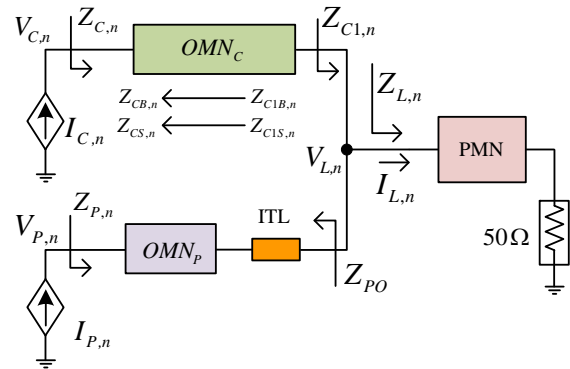 V_{C,n} Z_{C,n} OMN_C Z_{C1,n}
Z_{CB,n} Z_{C1B,n}
Z_{CS,n} Z_{C1S,n}
I_{C,n}
Z_{L,n}
V_{L,n} PMN
I_{L,n}
V_{P,n} Z_{P,n} ITL
50Ω
OMN_P
Z_{PO}
I_{P,n}